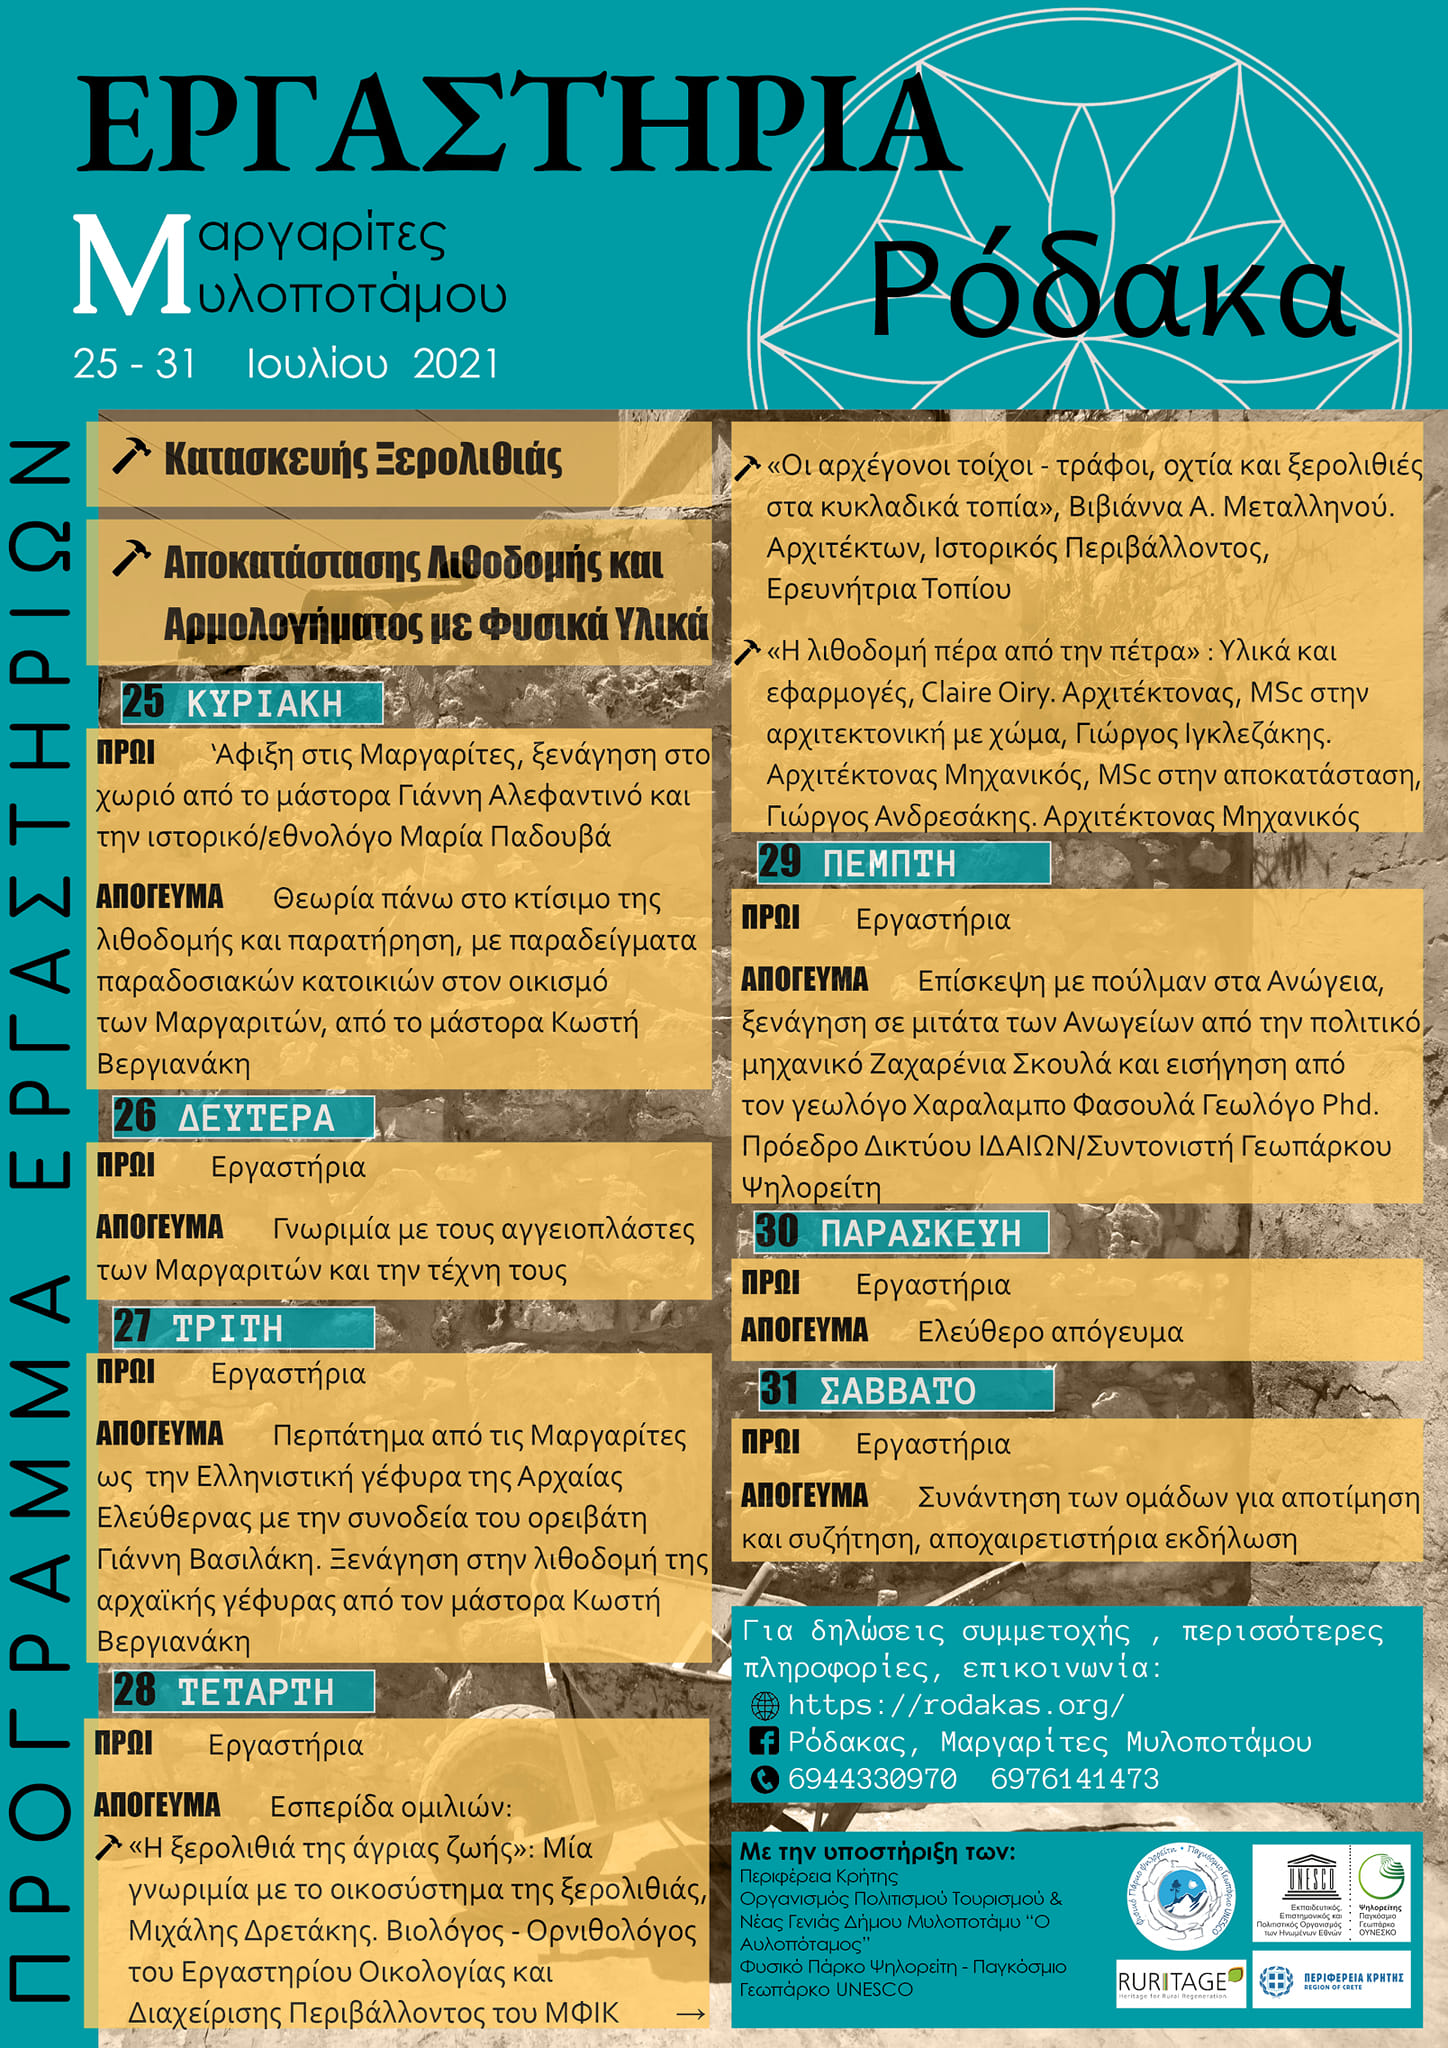 ΕΡΓΑΣΤΗΡΙΑ
Μαργαρίτες
Μυλοποτάμου
Ρόδακα
25 - 31 Ιουλίου 2021
ΠΡΟΓΡΑΜΜΑ ΕΡΓΑΣΤΗΡΙΩΝ
Κατασκευής Ξερολιθιάς
Αποκατάστασης Λιθοδομής και
Αρμολογήματος με Φυσικά Υλικά
25 ΚΥΡΙΑΚΗ
ΠΡΩΙ 'Αφιξη στις Μαργαρίτες, ξενάγηση στο
χωριό από το μάστορα Γιάννη Αλεφαντινό και
την ιστορικό/εθνολόγο Μαρία Παδουβά
ΑΠΟΓΕΥΜΑ Θεωρία πάνω στο κτίσιμο της
λιθοδομής και παρατήρηση, με παραδείγματα
παραδοσιακών κατοικιών στον οικισμό
των Μαργαριτών, από το μάστορα Κωστή
Βεργιανάκη
26 ΔΕΥΤΕΡΑ
ΠΡΩΙ Εργαστήρια
ΑΠΟΓΕΥΜΑ Γνωριμία με τους αγγειοπλάστες
των Μαργαριτών και την τέχνη τους
27 ΤΡΙΤΗ
ΠΡΩΙ Εργαστήρια
ΑΠΟΓΕΥΜΑ Περπάτημα από τις Μαργαρίτες
ως την Ελληνιστική γέφυρα της Αρχαίας
Ελεύθερνας με την συνοδεία του ορειβάτη
Γιάννη Βασιλάκη. Ξενάγηση στην λιθοδομή της
αρχαϊκής γέφυρας από τον μάστορα Κωστή
Βεργιανάκη
28 ΤΕΤΑΡΤΗ
ΠΡΩΙ Εργαστήρια
ΑΠΟΓΕΥΜΑ Εσπερίδα ομιλιών:
«Η ξερολιθιά της άγριας ζωής»: Μία
γνωριμία με το οικοσύστημα της ξερολιθιάς,
Μιχάλης Δρετάκης. Βιολόγος - Ορνιθολόγος
του Εργαστηρίου Οικολογίας και
Διαχείρισης Περιβάλλοντος του ΜΦΙΚ →
«Οι αρχέγονοι τοίχοι - τράφοι, οχτία και ξερολιθιές
στα κυκλαδικά τοπία», Βιβιάννα Α. Μεταλληνού.
Αρχιτέκτων, Ιστορικός Περιβάλλοντος,
Ερευνήτρια Τοπίου
«Η λιθοδομή πέρα από την πέτρα» : Υλικά και
εφαρμογές, Claire Oiry. Αρχιτέκτονας, MSc στην
αρχιτεκτονική με χώμα, Γιώργος Ιγκλεζάκης.
Αρχιτέκτονας Μηχανικός, MSc στην αποκατάσταση,
Γιώργος Ανδρεσάκης. Αρχιτέκτονας Μηχανικός
29 ΠΕΜΠΤΗ
ΠΡΩΙ Εργαστήρια
ΑΠΟΓΕΥΜΑ Επίσκεψη με πούλμαν στα Ανώγεια,
ξενάγηση σε μιτάτα των Ανωγείων από την πολιτικό
μηχανικό Ζαχαρένια Σκουλά και εισήγηση από
τον γεωλόγο Χαραλαμπο Φασουλά Γεωλόγο Phd.
Πρόεδρο Δικτύου ΙΔΑΙΩΝ/Συντονιστή Γεωπάρκου
Ψηλορείτη
30 ΠΑΡΑΣΚΕΥΗ
ΠΡΩΙ Εργαστήρια
ΑΠΟΓΕΥΜΑ Ελεύθερο απόγευμα
31 ΣΑΒΒΑΤΟ
ΠΡΩΙ Εργαστήρια
ΑΠΟΓΕΥΜΑ Συνάντηση των ομάδων για αποτίμηση
και συζήτηση, αποχαιρετιστήρια εκδήλωση
Για δηλώσεις συμμετοχής , περισσότερες
πληροφορίες, επικοινωνία:
https://rodakas.org/
Ρόδακας, Μαργαρίτες Μυλοποτάμου
6944330970 6976141473
Με την υποστήριξη των:
Περιφέρεια Κρήτης
Οργανισμός Πολιτισμού Τουρισμού &
Νέας Γενιάς Δήμου Μυλοποτάμυ "Ο
Αυλοπόταμος"
Φυσικό Πάρκο Ψηλορείτη - Παγκόσμιο
Γεωπάρκο UNESCO
Φυσικό Πάρκο Ψηλορείτη • Παγκόσμιο Γεωπάρκο UNESCO
UNESCO
Εκπαιδευτικός,
Επιστημονικός και
Πολιτιστικός Οργανισμός
των Ηνωμένων Εθνών
Ψηλορείτης
Παγκόσμιο
Γεωπάρκο
ΟΥΝΕΣΚΟ
RURITAGE
Heritage for Rural Regeneration
ΠΕΡΙΦΕΡΕΙΑ ΚΡΗΤΗΣ
REGION OF CRETE